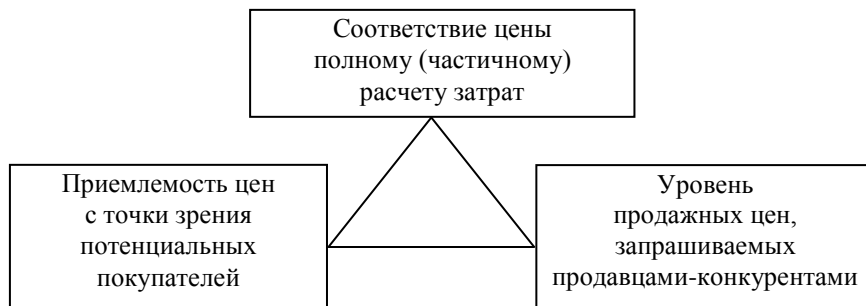 Соответствие цены
полному (частичному)
расчету затрат
Приемлемость цен
с точки зрения
потенциальных
покупателей
Уровень
продажных цен,
запрашиваемых
продавцами-конкурентами